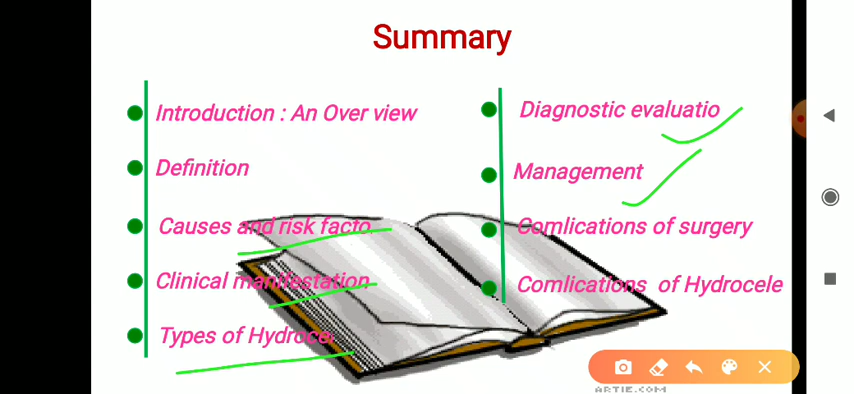 Summary
Introduction : An Over view
Definition
Causes and risk facto
Clinical manifestation
Types of Hydrocel
Diagnostic evaluatio
Management
Comlications of surgery
Comlications of Hydrocele
ARTIE.COM